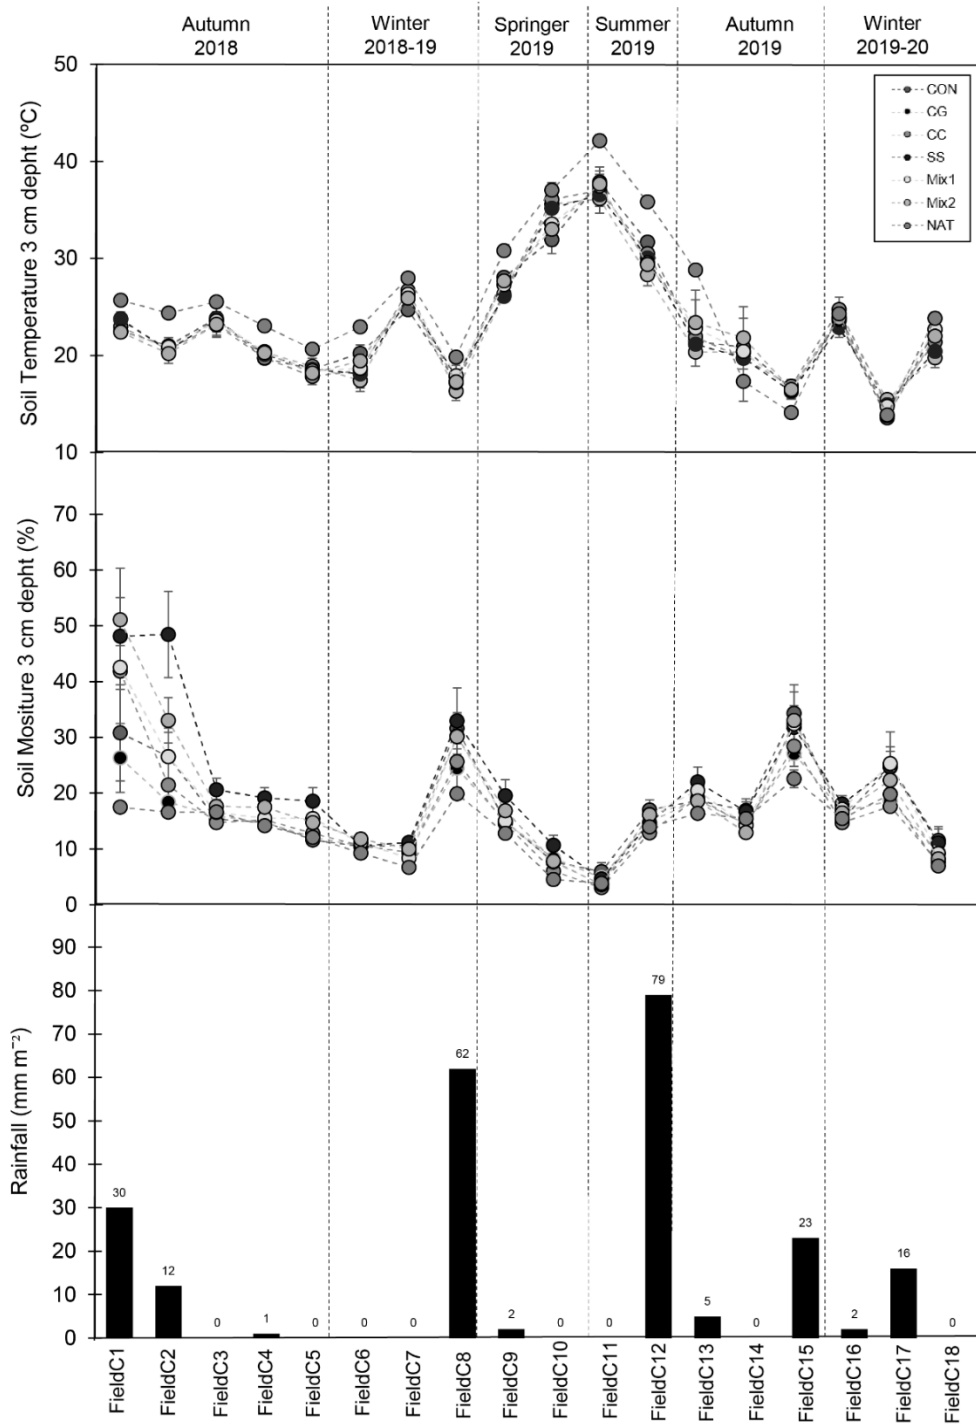 Autumn
2018
Winter
2018-19
Springer
2019
Summer
2019
Autumn
2019
Winter
2019-20
Soil Temperature 3 cm depht (ºC)
50
40
30
20
10
CON
CG
CC
SS
Mix1
Mix2
NAT
Soil Mositure 3 cm depht (%)
70
60
50
40
30
20
10
0
Rainfall (mm m⁻²)
90
80
70
60
50
40
30
20
10
0
30
12
0
1
0
0
0
62
2
0
0
79
5
0
23
2
16
0
FieldC1
FieldC2
FieldC3
FieldC4
FieldC5
FieldC6
FieldC7
FieldC8
FieldC9
FieldC10
FieldC11
FieldC12
FieldC13
FieldC14
FieldC15
FieldC16
FieldC17
FieldC18